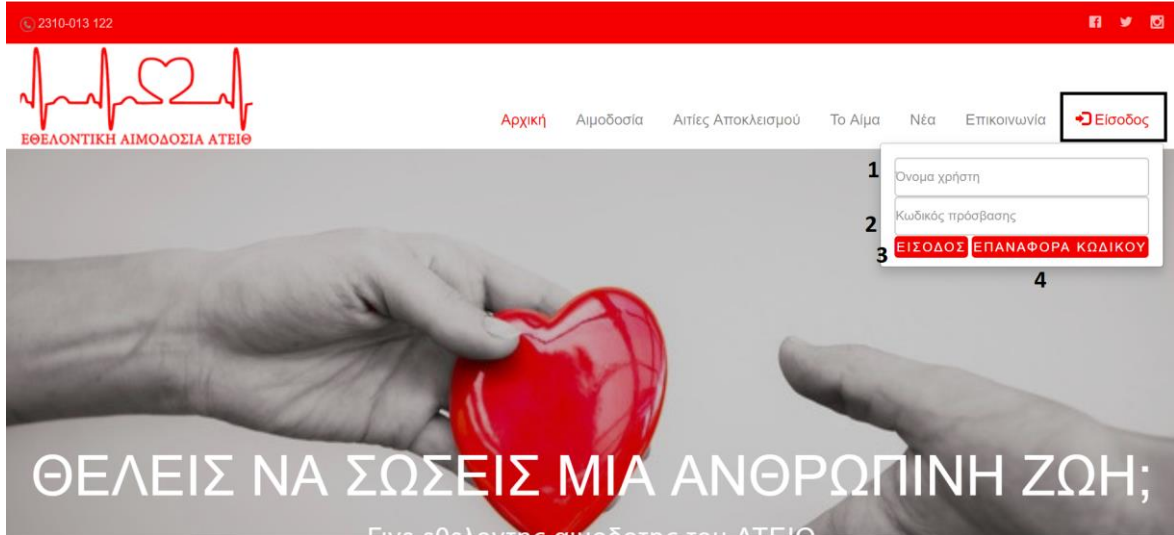 2310-013 122
ΕΘΕΛΟΝΤΙΚΗ ΑΙΜΟΔΟΣΙΑ ΑΤΕΙΘ
Αρχική Αιμοδοσία Αιτίες Αποκλεισμού Το Αίμα Νέα Επικοινωνία Είσοδος
1 Όνομα χρήστη
2 Κωδικός πρόσβασης
3 ΕΙΣΟΔΟΣ ΕΠΑΝΑΦΟΡΑ ΚΩΔΙΚΟΥ
4
ΘΕΛΕΙΣ ΝΑ ΣΩΣΕΙΣ ΜΙΑ ΑΝΘΡΩΠΙΝΗ ΖΩΗ;